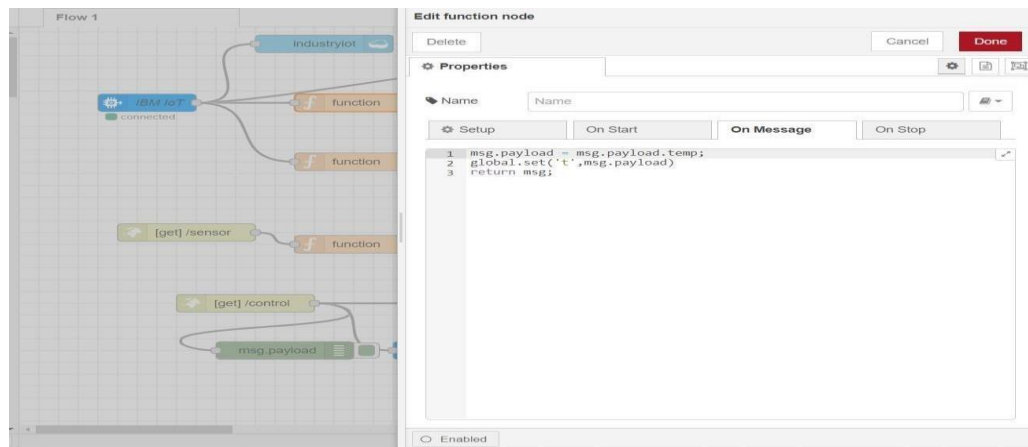 Flow 1
industryiot
IBM IoT
connected
function
function
[get] /sensor
function
[get] /control
msg.payload
Edit function node
Delete
Cancel
Done
Properties
Name
Name
Setup
On Start
On Message
On Stop
1 msg.payload = msg.payload.temp;
2 global.set('t',msg.payload)
3 return msg;
Enabled